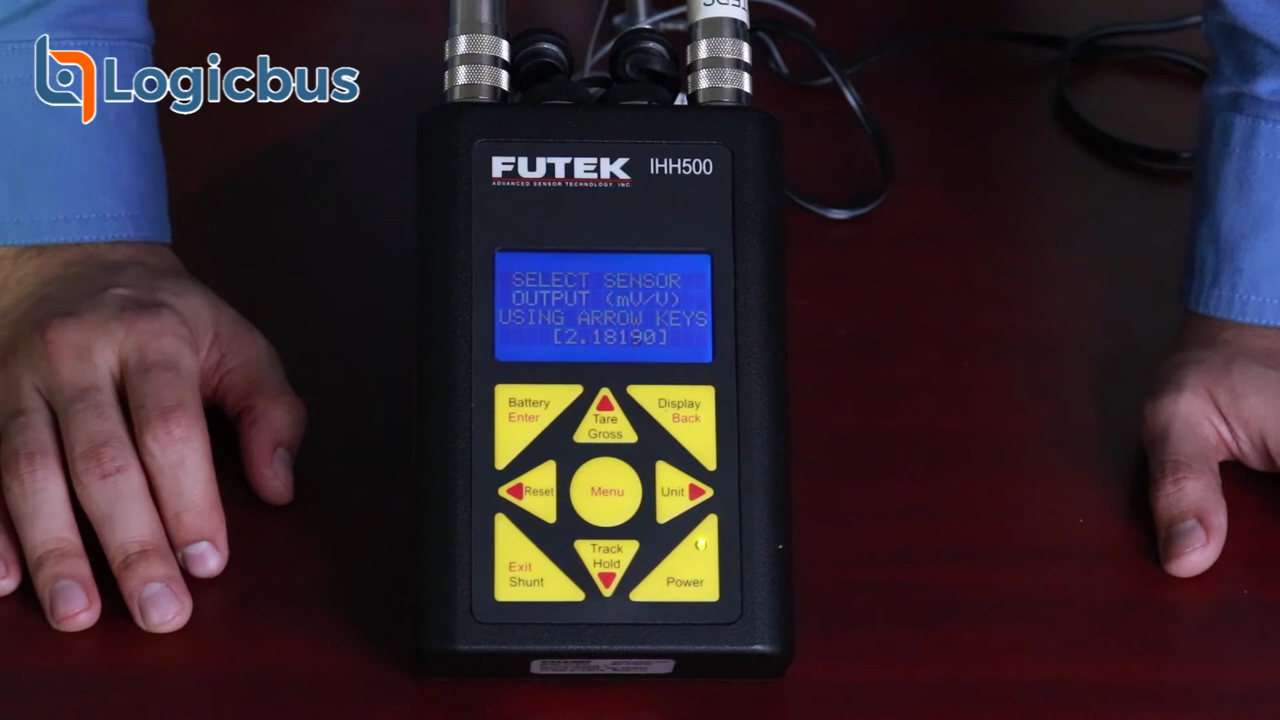 Logicbus
FUTEK
IHH500
ADVANCED SENSOR TECHNOLOGY, INC.
SELECT SENSOR
OUTPUT (mV/V)
USING ARROW KEYS
[2.18190]
Battery
Enter
Tare
Gross
Display
Back
Reset
Menu
Unit
Exit
Shunt
Track
Hold
Power